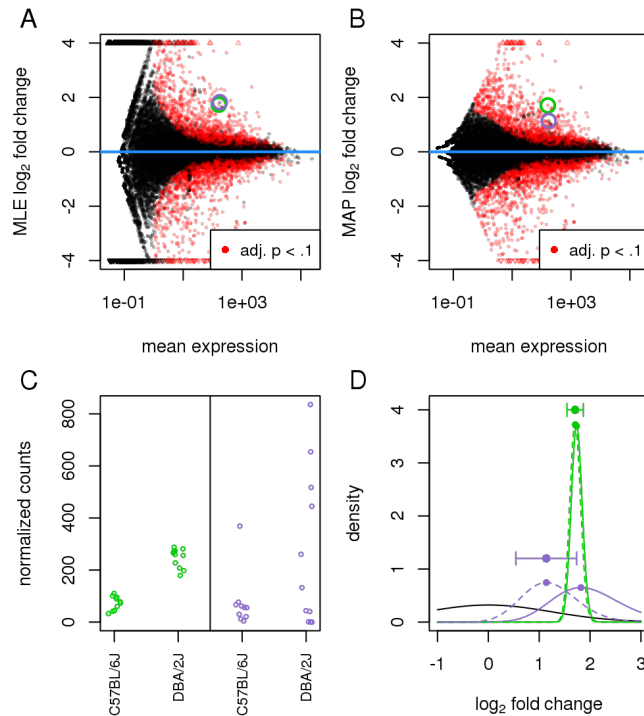 A
MLE log2 fold change
4
2
0
-2
-4
adj. p < .1
1e-01
1e+03
mean expression
B
MAP log2 fold change
4
2
0
-2
-4
adj. p < .1
1e-01
1e+03
mean expression
C
normalized counts
800
600
400
200
0
C57BL/6J
DBA/2J
C57BL/6J
DBA/2J
D
density
4
3
2
1
0
-1
0
1
2
3
log2 fold change